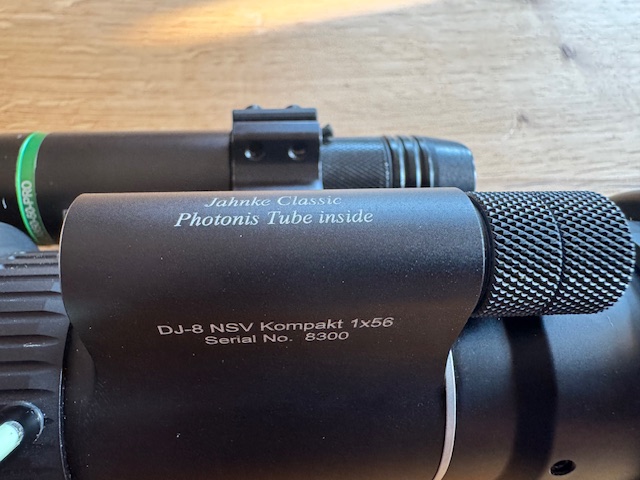 Jahnke Classic
Photonis Tube inside
DJ-8 NSV Kompakt 1x56
Serial No. 8300